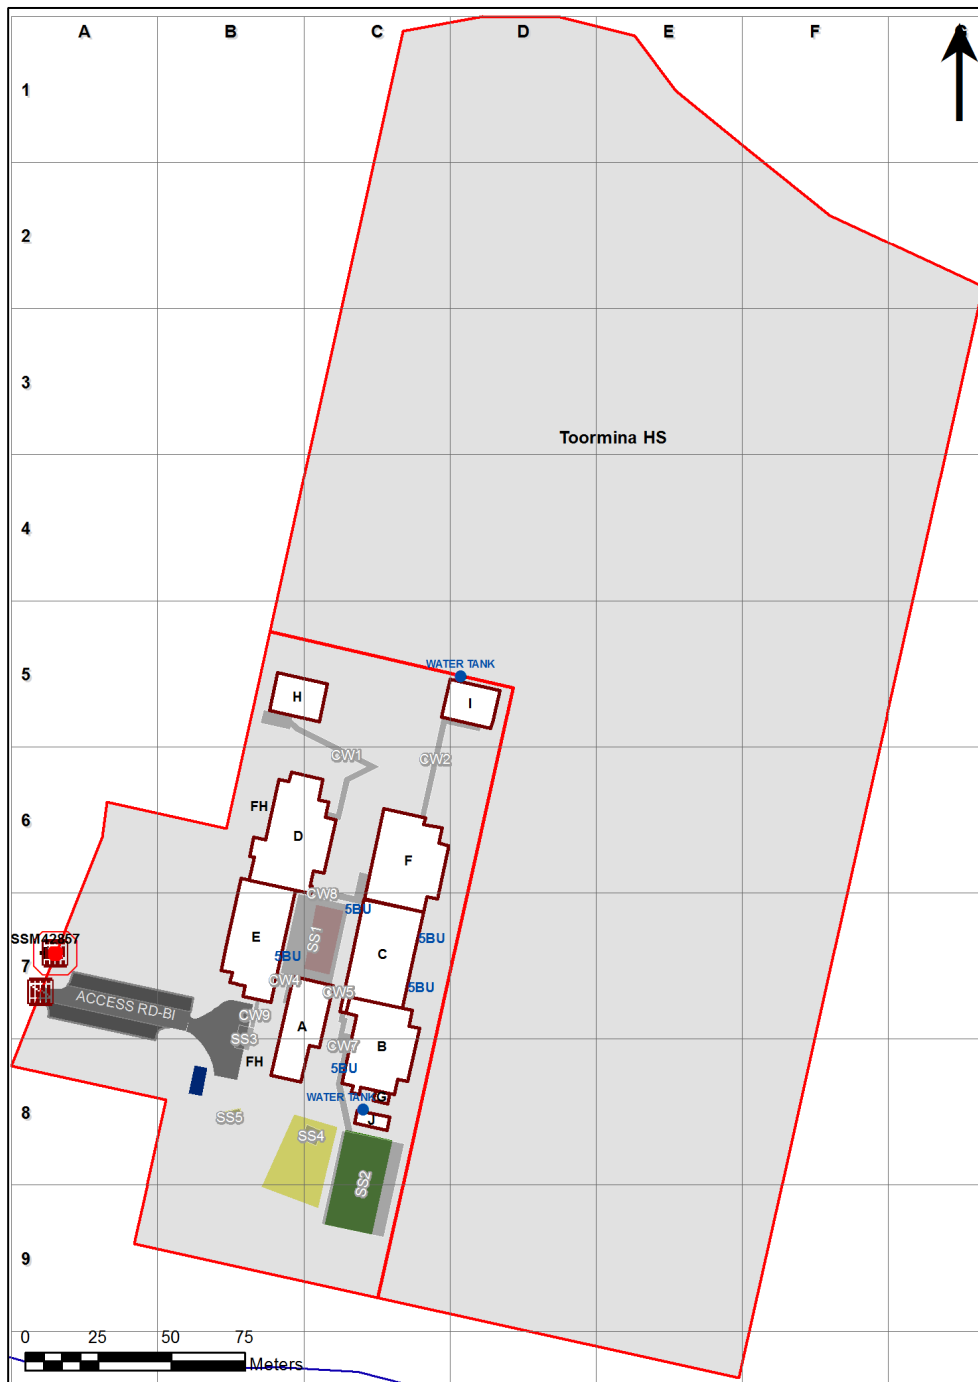 A B C D E F G
1
2
3
Toormina HS
4
5
WATER TANK
H
I
CW1
CW2
FH
6
D
F
CW8
5BU
SS1
E
5BU
SSM42857
5BU
C
7
CW4
CW5
5BU
ACCESS RD-BI
CW9
A
SS3
CW7
B
FH
5BU
WATER TANK
G
8
SS5
J
SS4
SS2
9
0 25 50 75
Meters